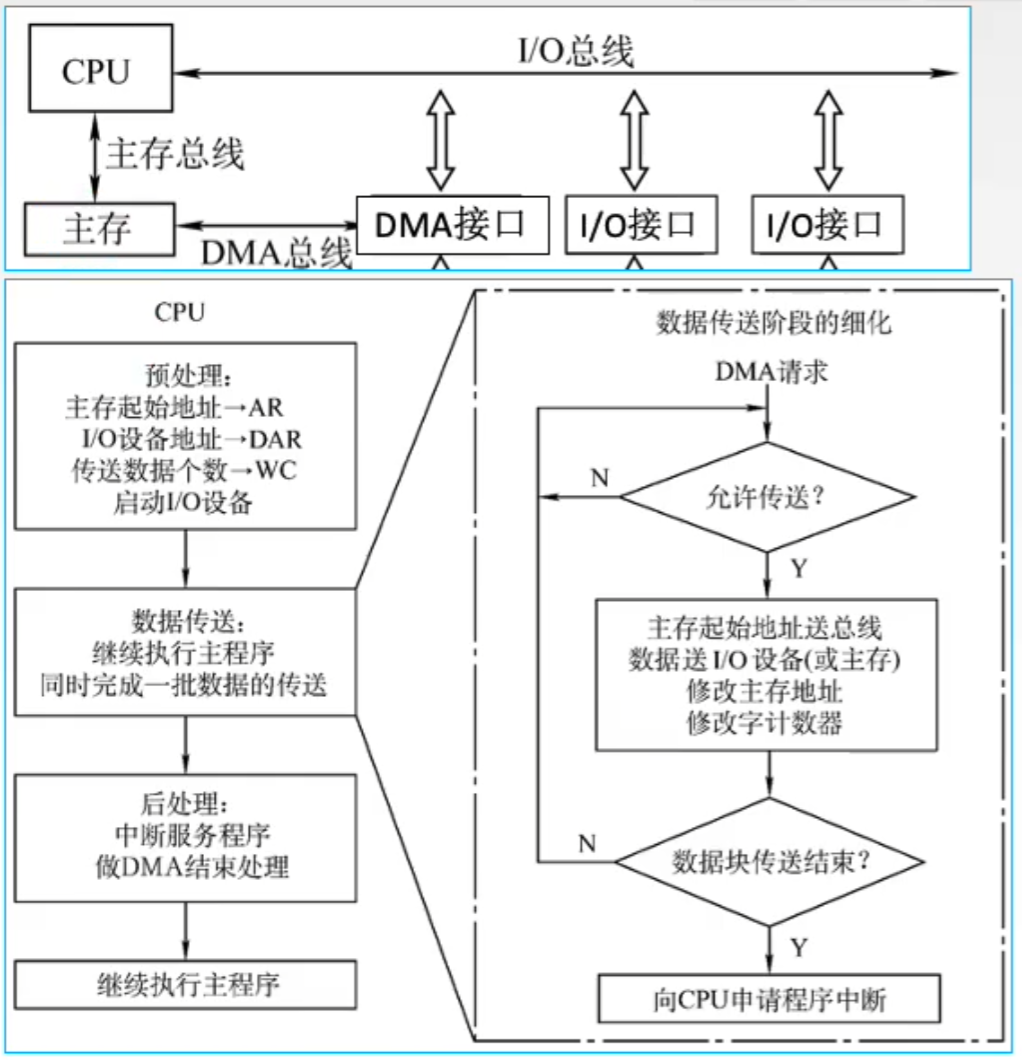 CPU
I/O总线
主存总线
主存
DMA总线
DMA接口
I/O接口
I/O接口
CPU
预处理：
主存起始地址→AR
I/O设备地址→DAR
传送数据个数→WC
启动I/O设备
数据传送：
继续执行主程序
同时完成一批数据的传送
后处理：
中断服务程序
做DMA结束处理
继续执行主程序
数据传送阶段的细化
DMA请求
允许传送？
N
Y
主存起始地址送总线
数据送 I/O 设备(或主存)
修改主存地址
修改字计数器
数据块传送结束？
N
Y
向CPU申请程序中断